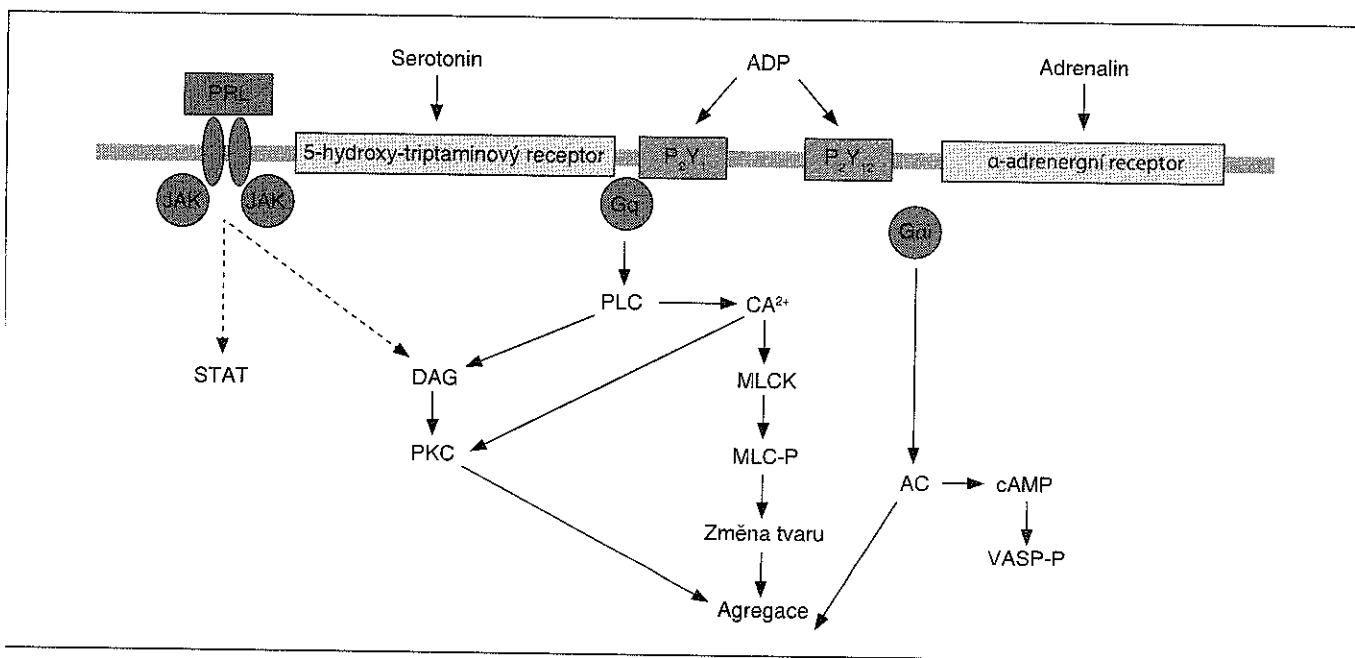 Serotonin
ADP
Adrenalin
PRL
5-hydroxy-triptaminový receptor
P₂Y₁
P₂Y₁₂
α-adrenergní receptor
JAK
JAK
Gq
Gαi
PLC
CA²⁺
STAT
DAG
MLCK
PKC
MLC-P
AC
cAMP
Změna tvaru
VASP-P
Agregace